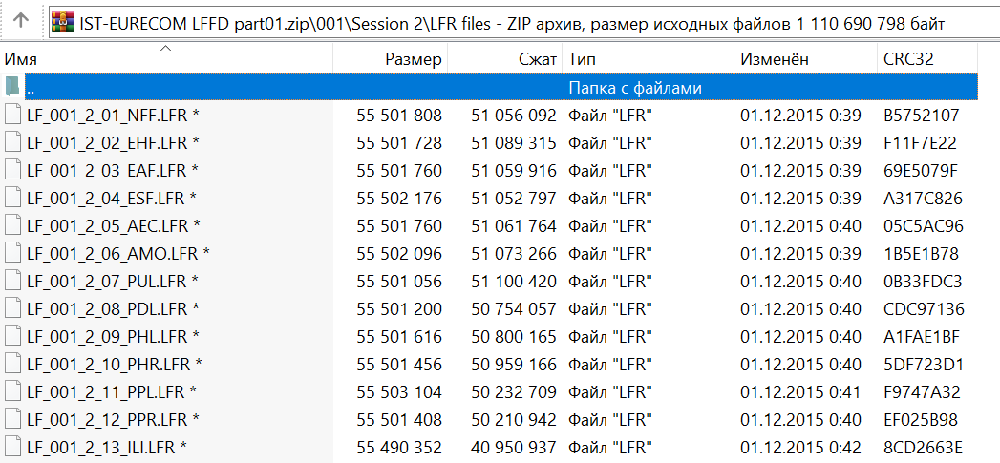 IST-EURECOM LFFD part01.zip\001\Session 2\LFR files - ZIP архив, размер исходных файлов 1 110 690 798 байт
Имя Размер Сжат Тип Изменён CRC32
.. Папка с файлами
LF_001_2_01_NFF.LFR * 55 501 808 51 056 092 Файл "LFR" 01.12.2015 0:39 B5752107
LF_001_2_02_EHF.LFR * 55 501 728 51 089 315 Файл "LFR" 01.12.2015 0:39 F11F7E22
LF_001_2_03_EAF.LFR * 55 501 760 51 059 916 Файл "LFR" 01.12.2015 0:39 69E5079F
LF_001_2_04_ESF.LFR * 55 502 176 51 052 797 Файл "LFR" 01.12.2015 0:39 A317C826
LF_001_2_05_AEC.LFR * 55 501 760 51 061 764 Файл "LFR" 01.12.2015 0:40 05C5AC96
LF_001_2_06_AMO.LFR * 55 502 096 51 073 266 Файл "LFR" 01.12.2015 0:39 1B5E1B78
LF_001_2_07_PUL.LFR * 55 501 056 51 100 420 Файл "LFR" 01.12.2015 0:40 0B33FDC3
LF_001_2_08_PDL.LFR * 55 501 200 50 754 057 Файл "LFR" 01.12.2015 0:40 CDC97136
LF_001_2_09_PHL.LFR * 55 501 616 50 800 165 Файл "LFR" 01.12.2015 0:40 A1FAE1BF
LF_001_2_10_PHR.LFR * 55 501 456 50 959 166 Файл "LFR" 01.12.2015 0:40 5DF723D1
LF_001_2_11_PPL.LFR * 55 503 104 50 232 709 Файл "LFR" 01.12.2015 0:41 F9747A32
LF_001_2_12_PPR.LFR * 55 501 408 50 210 942 Файл "LFR" 01.12.2015 0:40 EF025B98
LF_001_2_13_ILI.LFR * 55 490 352 40 950 937 Файл "LFR" 01.12.2015 0:42 8CD2663E